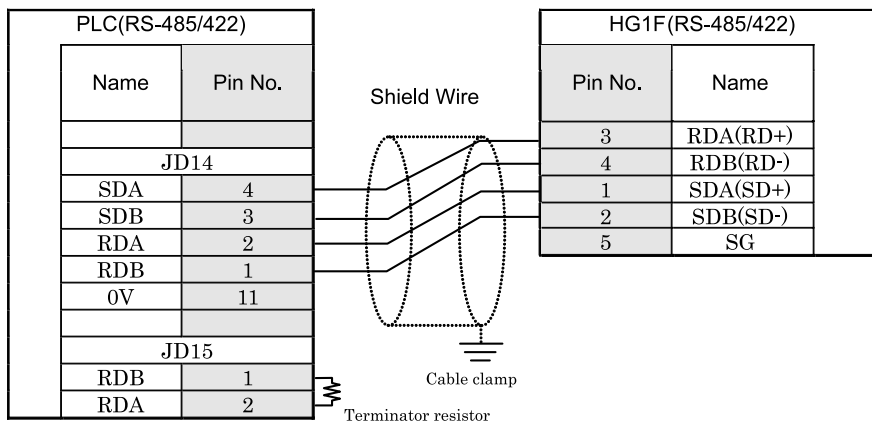 PLC(RS-485/422)
Name Pin No.
JD14
SDA 4
SDB 3
RDA 2
RDB 1
0V 11
JD15
RDB 1
RDA 2
Shield Wire
Cable clamp
Terminator resistor
HG1F(RS-485/422)
Pin No. Name
3 RDA(RD+)
4 RDB(RD-)
1 SDA(SD+)
2 SDB(SD-)
5 SG